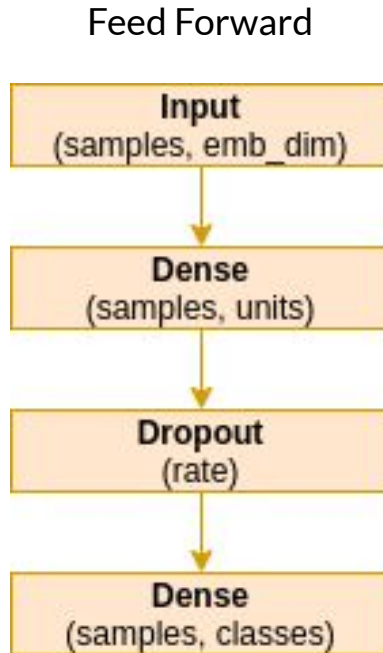 Feed Forward
Input
(samples, emb_dim)
Dense
(samples, units)
Dropout
(rate)
Dense
(samples, classes)